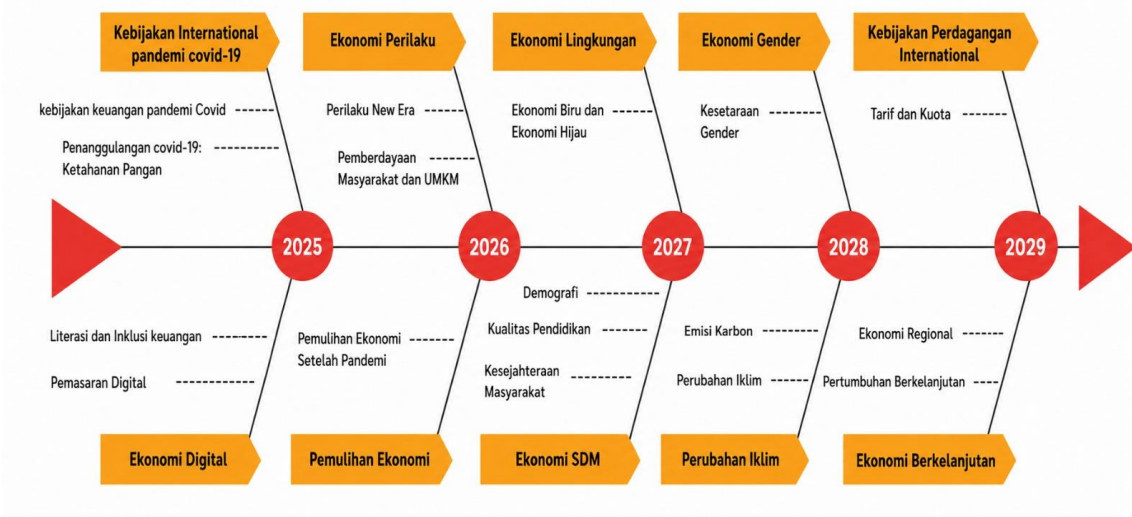 Kebijakan International
pandemi covid-19
Ekonomi Perilaku
Ekonomi Lingkungan
Ekonomi Gender
Kebijakan Perdagangan
International
kebijakan keuangan pandemi Covid
Penanggulangan covid-19:
Ketahanan Pangan
Perilaku New Era
Pemberdayaan
Masyarakat dan UMKM
Ekonomi Biru dan
Ekonomi Hijau
Kesetaraan
Gender
Tarif dan Kuota
2025
2026
2027
2028
2029
Literasi dan Inklusi keuangan
Pemasaran Digital
Pemulihan Ekonomi
Setelah Pandemi
Demografi
Kualitas Pendidikan
Kesejahteraan
Masyarakat
Emisi Karbon
Perubahan Iklim
Ekonomi Regional
Pertumbuhan Berkelanjutan
Ekonomi Digital
Pemulihan Ekonomi
Ekonomi SDM
Perubahan Iklim
Ekonomi Berkelanjutan